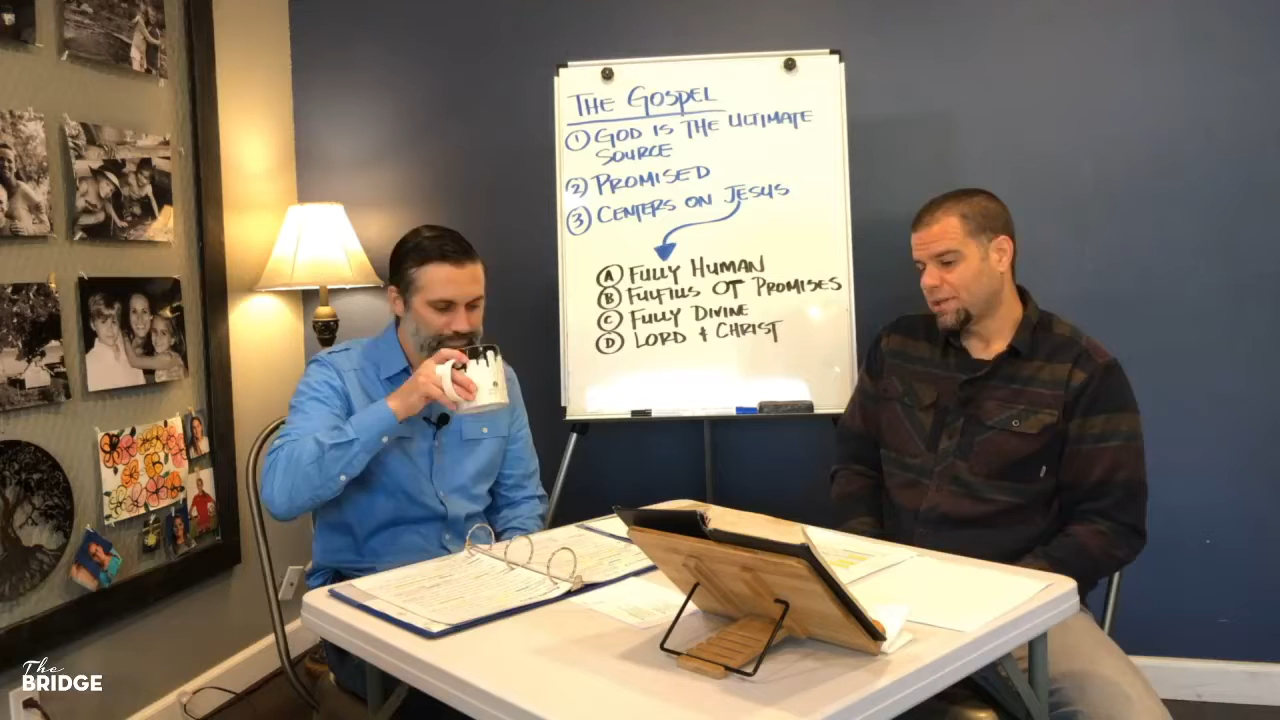 THE GOSPEL
① GOD IS THE ULTIMATE
SOURCE
② PROMISED
③ CENTERS ON JESUS
Ⓐ FULLY HUMAN
Ⓑ FULFILLS OT PROMISES
Ⓒ FULLY DIVINE
Ⓓ LORD + CHRIST
The
BRIDGE